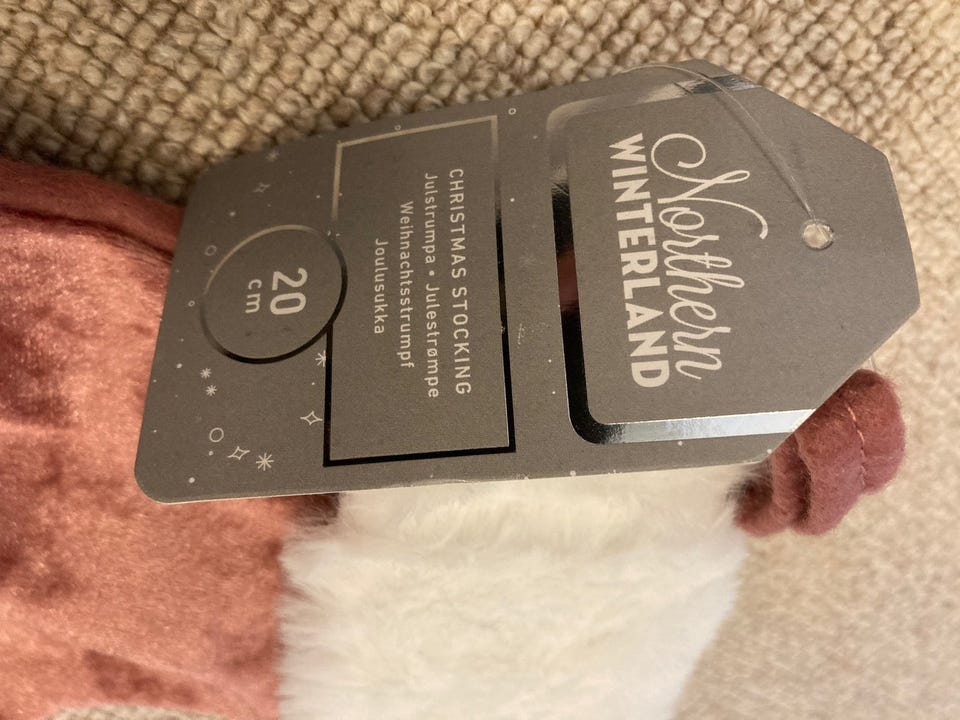 Northern
WINTERLAND
CHRISTMAS STOCKING
Julstrumpa • Julestrømpe
Weihnachtsstrumpf
Joulusukka
20
cm